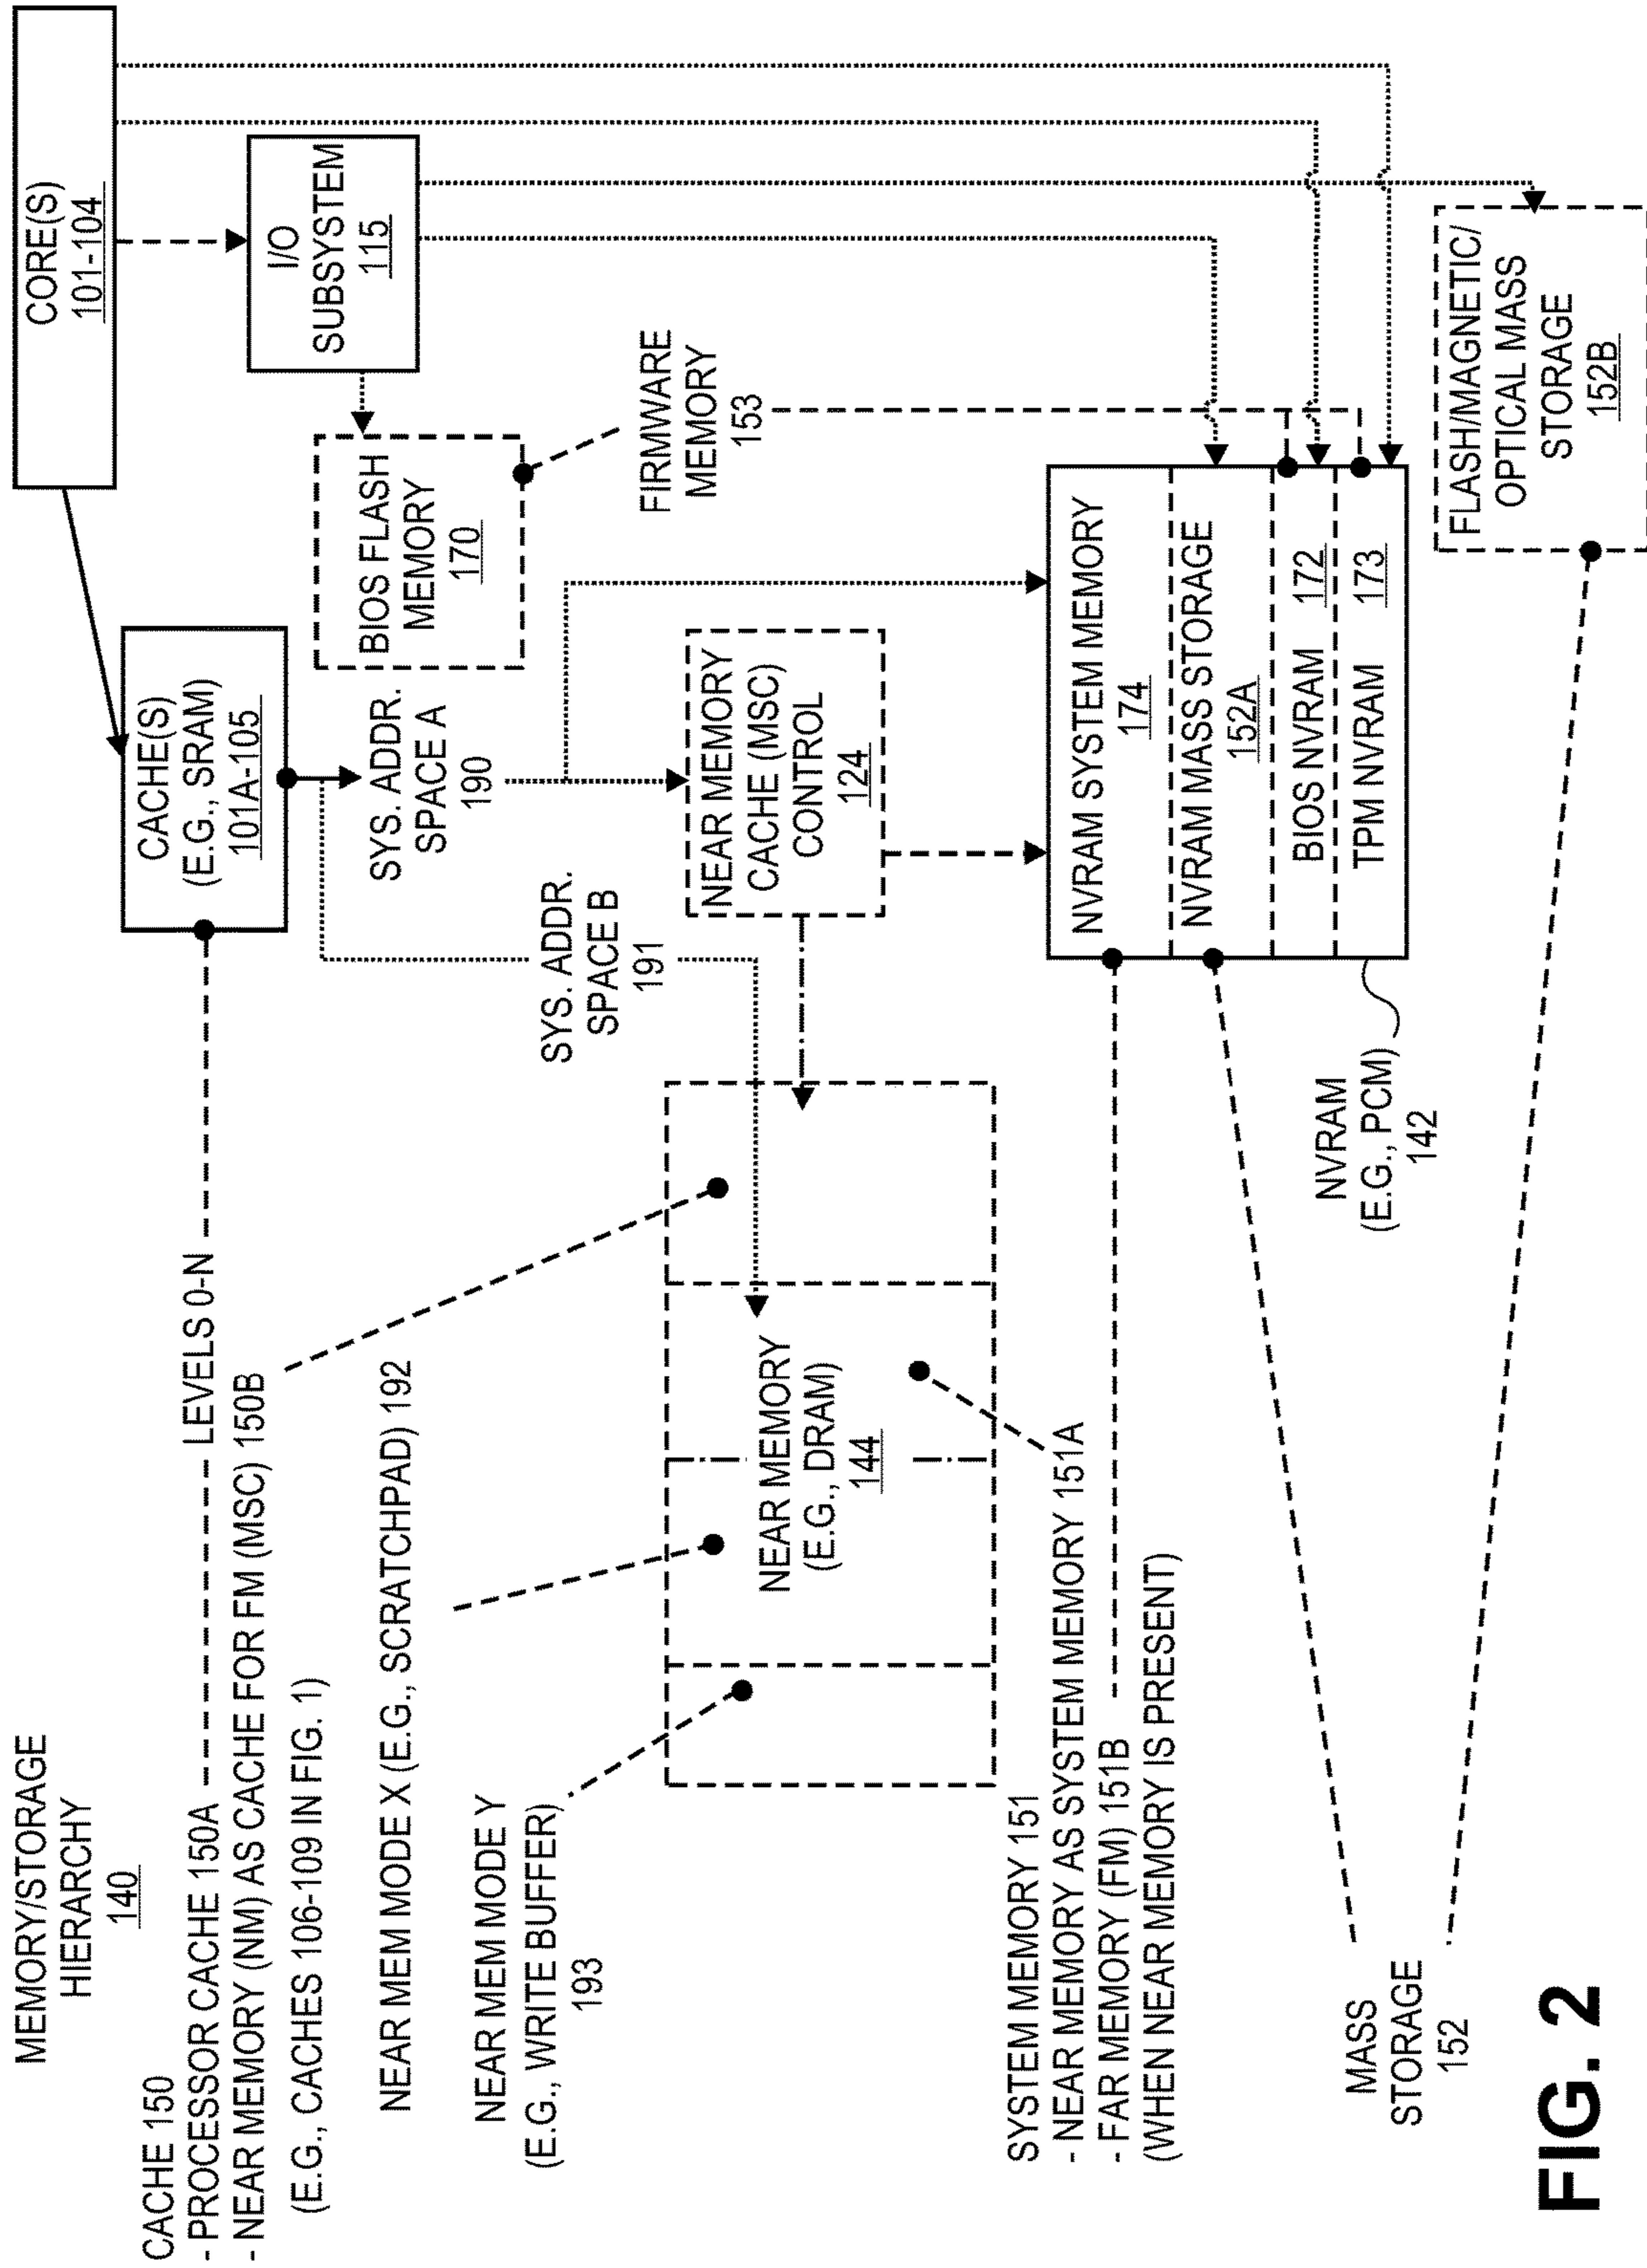 MEMORY/STORAGE
HIERARCHY
140
CACHE 150
- PROCESSOR CACHE 150A
LEVELS 0-N
- NEAR MEMORY (NM) AS CACHE FOR FM (MSC) 150B
(E.G., CACHES 106-109 IN FIG. 1)
NEAR MEM MODE X (E.G., SCRATCHPAD) 192
NEAR MEM MODE Y
(E.G., WRITE BUFFER)
193
SYSTEM MEMORY 151
- NEAR MEMORY AS SYSTEM MEMORY 151A
- FAR MEMORY (FM) 151B
(WHEN NEAR MEMORY IS PRESENT)
MASS
STORAGE
152
NEAR MEMORY
(E.G., DRAM)
144
CORE(S)
101-104
CACHE(S)
(E.G., SRAM)
101A-105
I/O
SUBSYSTEM
115
BIOS FLASH
MEMORY
170
FIRMWARE
MEMORY
153
SYS. ADDR.
SPACE A
190
SYS. ADDR.
SPACE B
191
NEAR MEMORY
CACHE (MSC)
CONTROL
124
NVRAM SYSTEM MEMORY
174
NVRAM MASS STORAGE
152A
BIOS NVRAM 172
TPM NVRAM 173
NVRAM
(E.G., PCM)
142
FLASH/MAGNETIC/
OPTICAL MASS
STORAGE
152B
FIG. 2